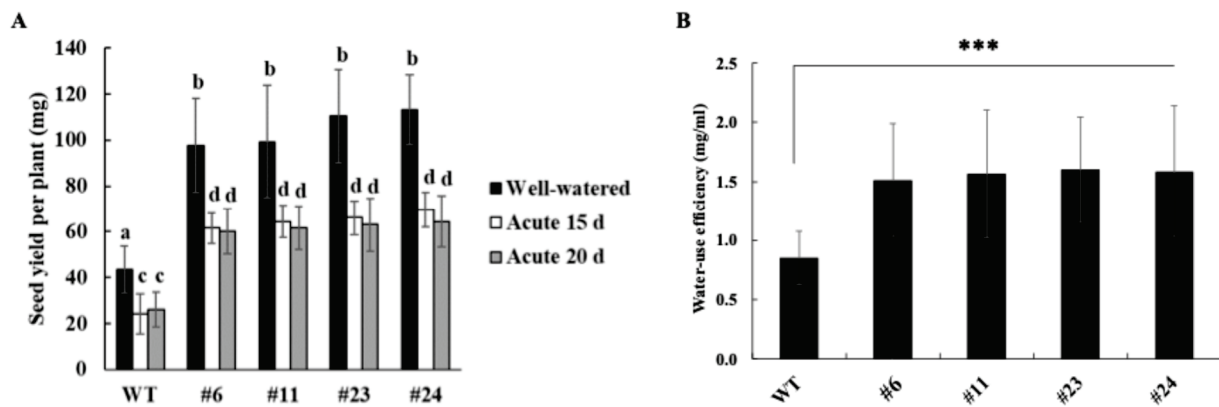 A
Seed yield per plant (mg)
140
120
100
80
60
40
20
0
a
c c
b
d d
b
d d
b
d d
b
d d
WT #6 #11 #23 #24
Well-watered
Acute 15 d
Acute 20 d
B
***
Water-use efficiency (mg/ml)
2.5
2.0
1.5
1.0
0.5
0.0
WT #6 #11 #23 #24